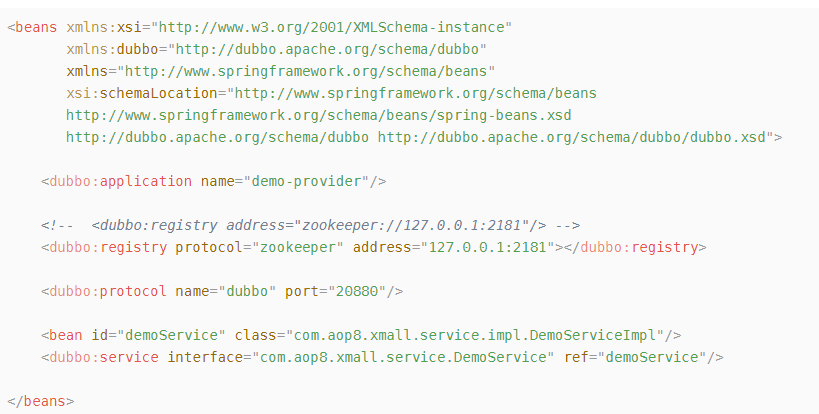 <beans xmlns:xsi="http://www.w3.org/2001/XMLSchema-instance"
       xmlns:dubbo="http://dubbo.apache.org/schema/dubbo"
       xmlns="http://www.springframework.org/schema/beans"
       xsi:schemaLocation="http://www.springframework.org/schema/beans
       http://www.springframework.org/schema/beans/spring-beans.xsd
       http://dubbo.apache.org/schema/dubbo http://dubbo.apache.org/schema/dubbo/dubbo.xsd">

    <dubbo:application name="demo-provider"/>

    <!--  <dubbo:registry address="zookeeper://127.0.0.1:2181"/> -->
    <dubbo:registry protocol="zookeeper" address="127.0.0.1:2181"></dubbo:registry>

    <dubbo:protocol name="dubbo" port="20880"/>

    <bean id="demoService" class="com.aop8.xmall.service.impl.DemoServiceImpl"/>
    <dubbo:service interface="com.aop8.xmall.service.DemoService" ref="demoService"/>

</beans>